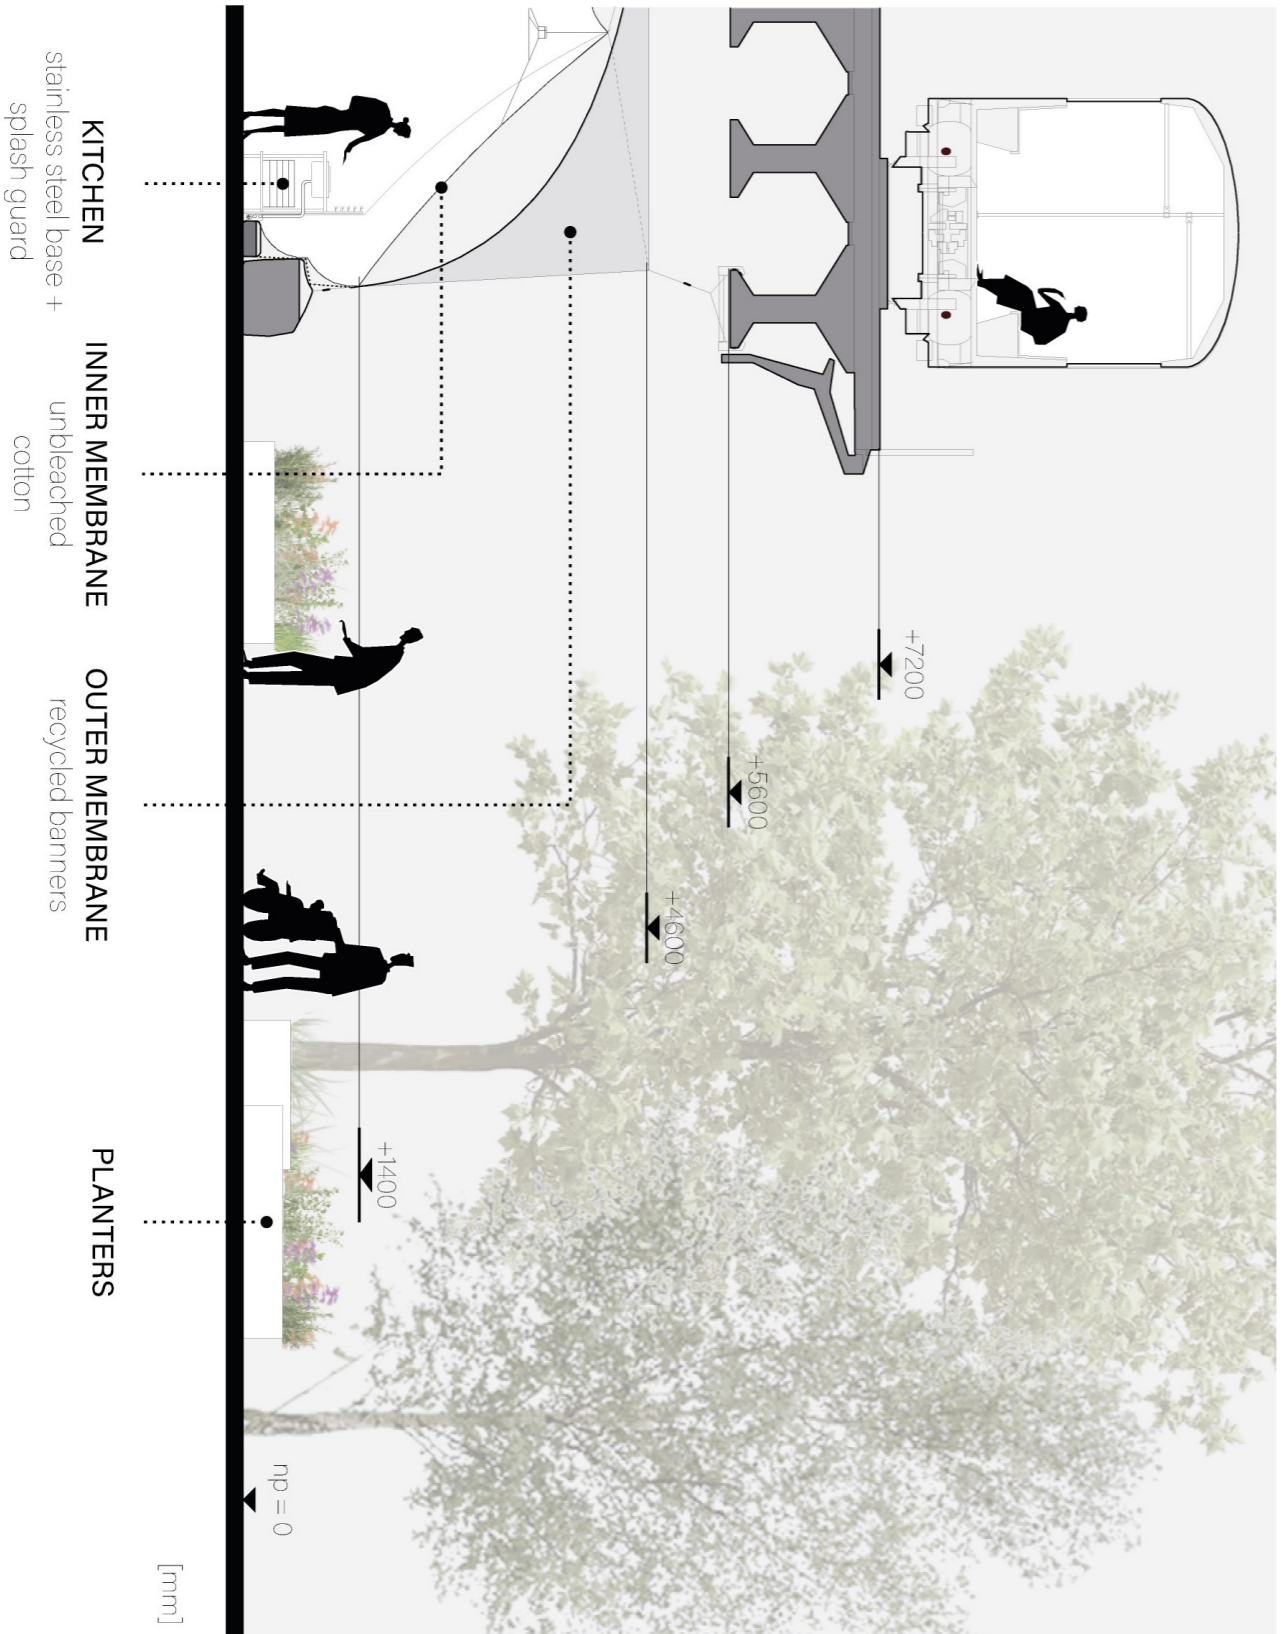 +7200
+5600
+4600
+1400
np = 0
[mm]
KITCHEN
stainless steel base +
splash guard
INNER MEMBRANE
unbleached
cotton
OUTER MEMBRANE
recycled banners
PLANTERS